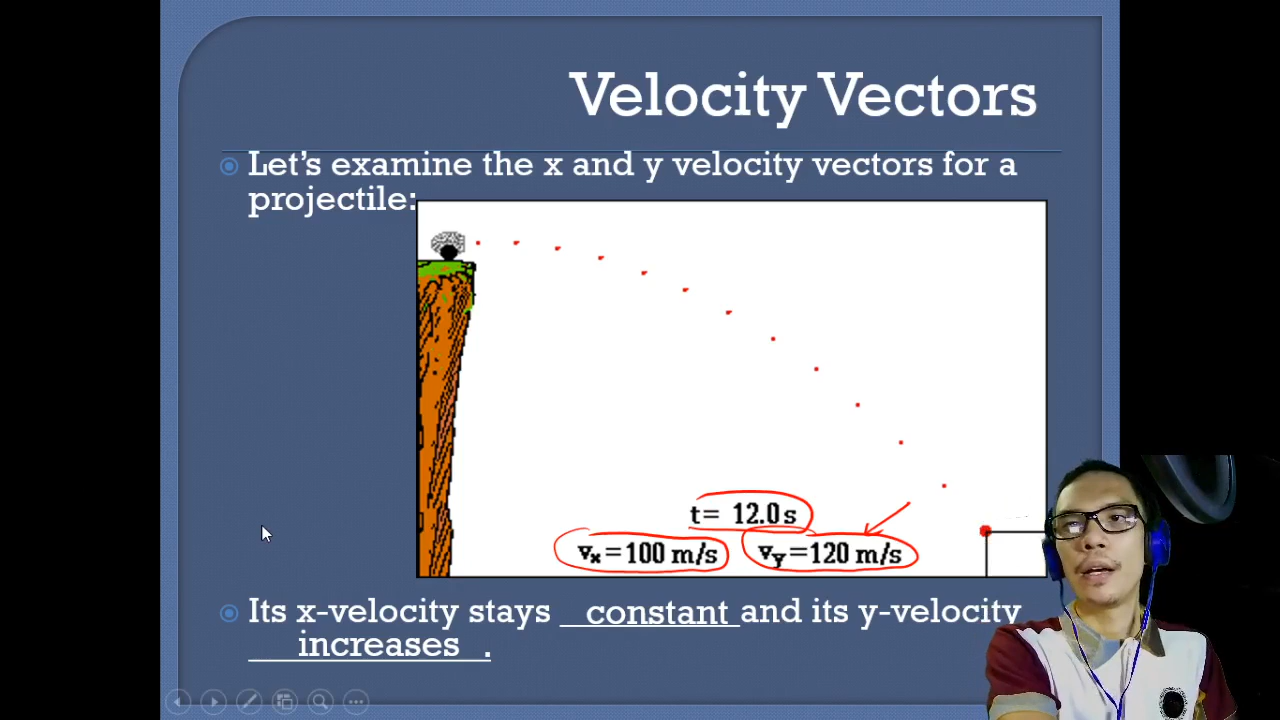 Velocity Vectors
Let's examine the x and y velocity vectors for a
projectile:
t= 12.0s
vx=100 m/s vy=120 m/s
Its x-velocity stays constant and its y-velocity
increases .